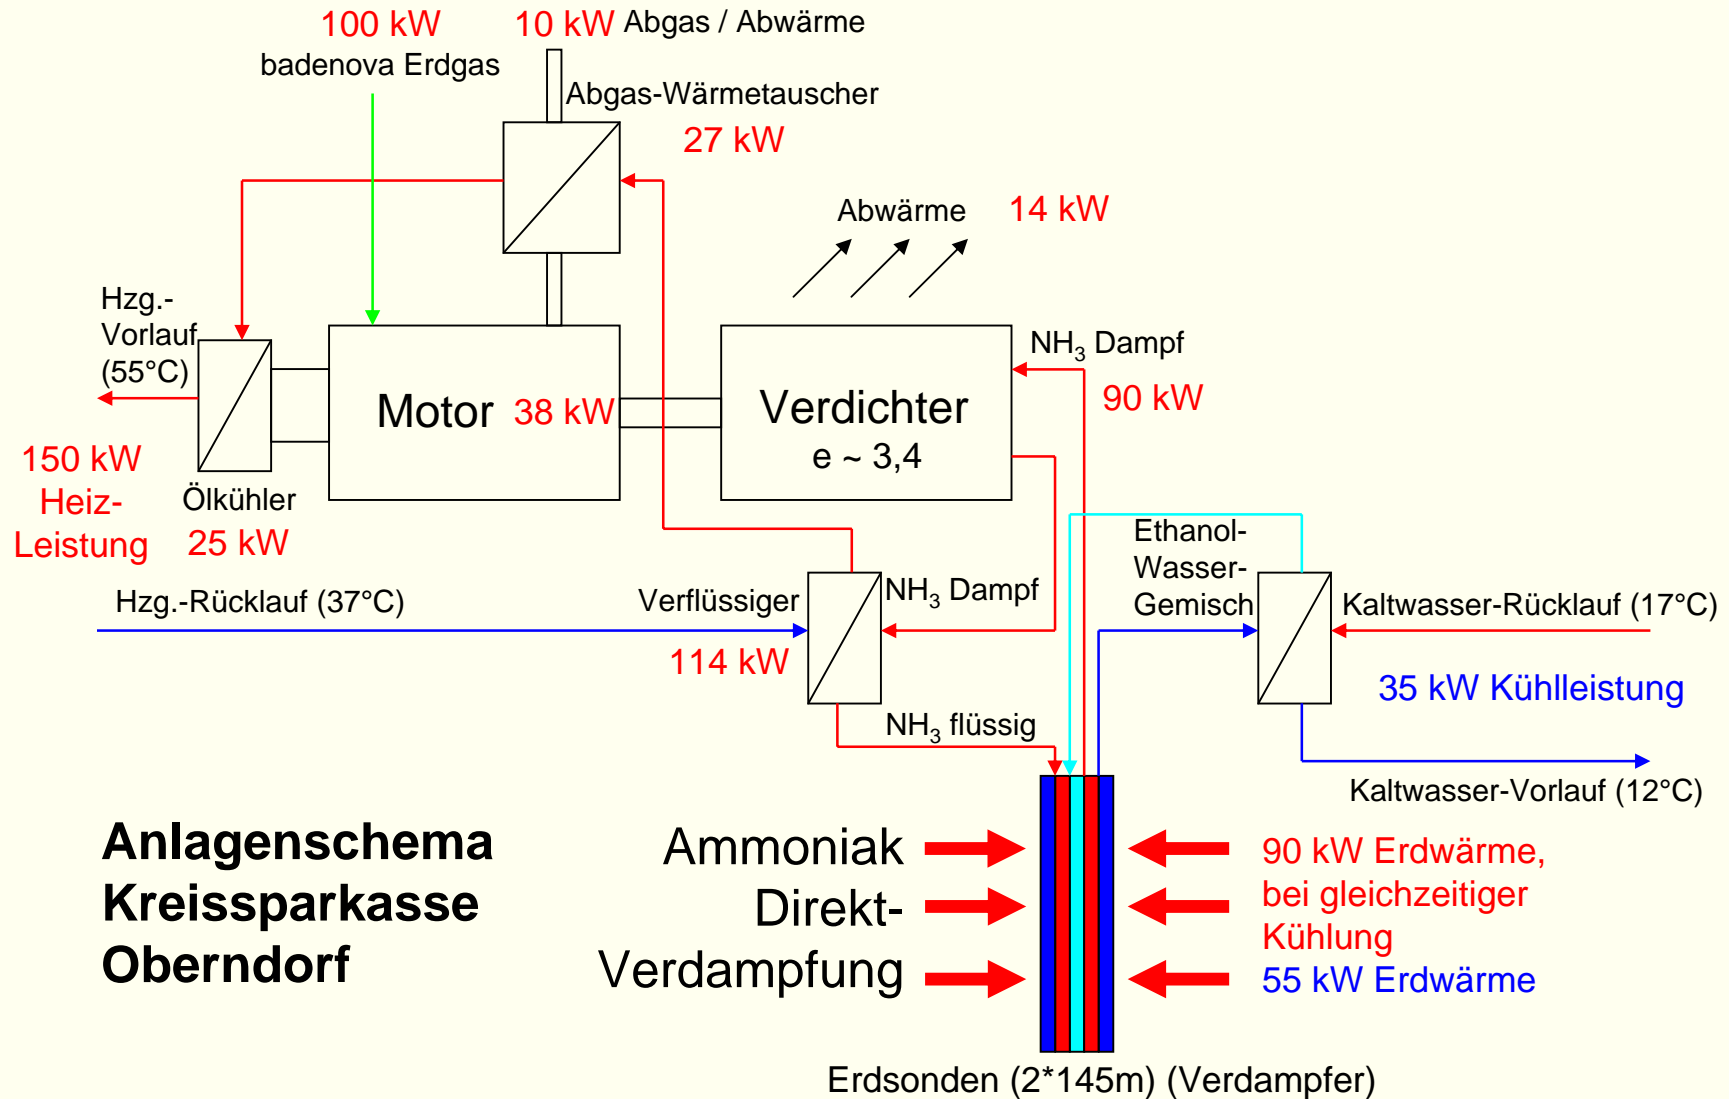 100 kW
badenova Erdgas
10 kW Abgas / Abwärme
Abgas-Wärmetauscher
27 kW
Abwärme 14 kW
Hzg.-
Vorlauf
(55°C)
Motor 38 kW
Verdichter
e ~ 3,4
NH₃ Dampf
90 kW
150 kW
Heiz-
Leistung
Ölkühler
25 kW
Hzg.-Rücklauf (37°C)
Verflüssiger
114 kW
NH₃ Dampf
NH₃ flüssig
Ethanol-
Wasser-
Gemisch
Kaltwasser-Rücklauf (17°C)
35 kW Kühlleistung
Kaltwasser-Vorlauf (12°C)
Anlagenschema
Kreissparkasse
Oberndorf
Ammoniak
Direkt-
Verdampfung
90 kW Erdwärme,
bei gleichzeitiger
Kühlung
55 kW Erdwärme
Erdsonden (2*145m) (Verdampfer)